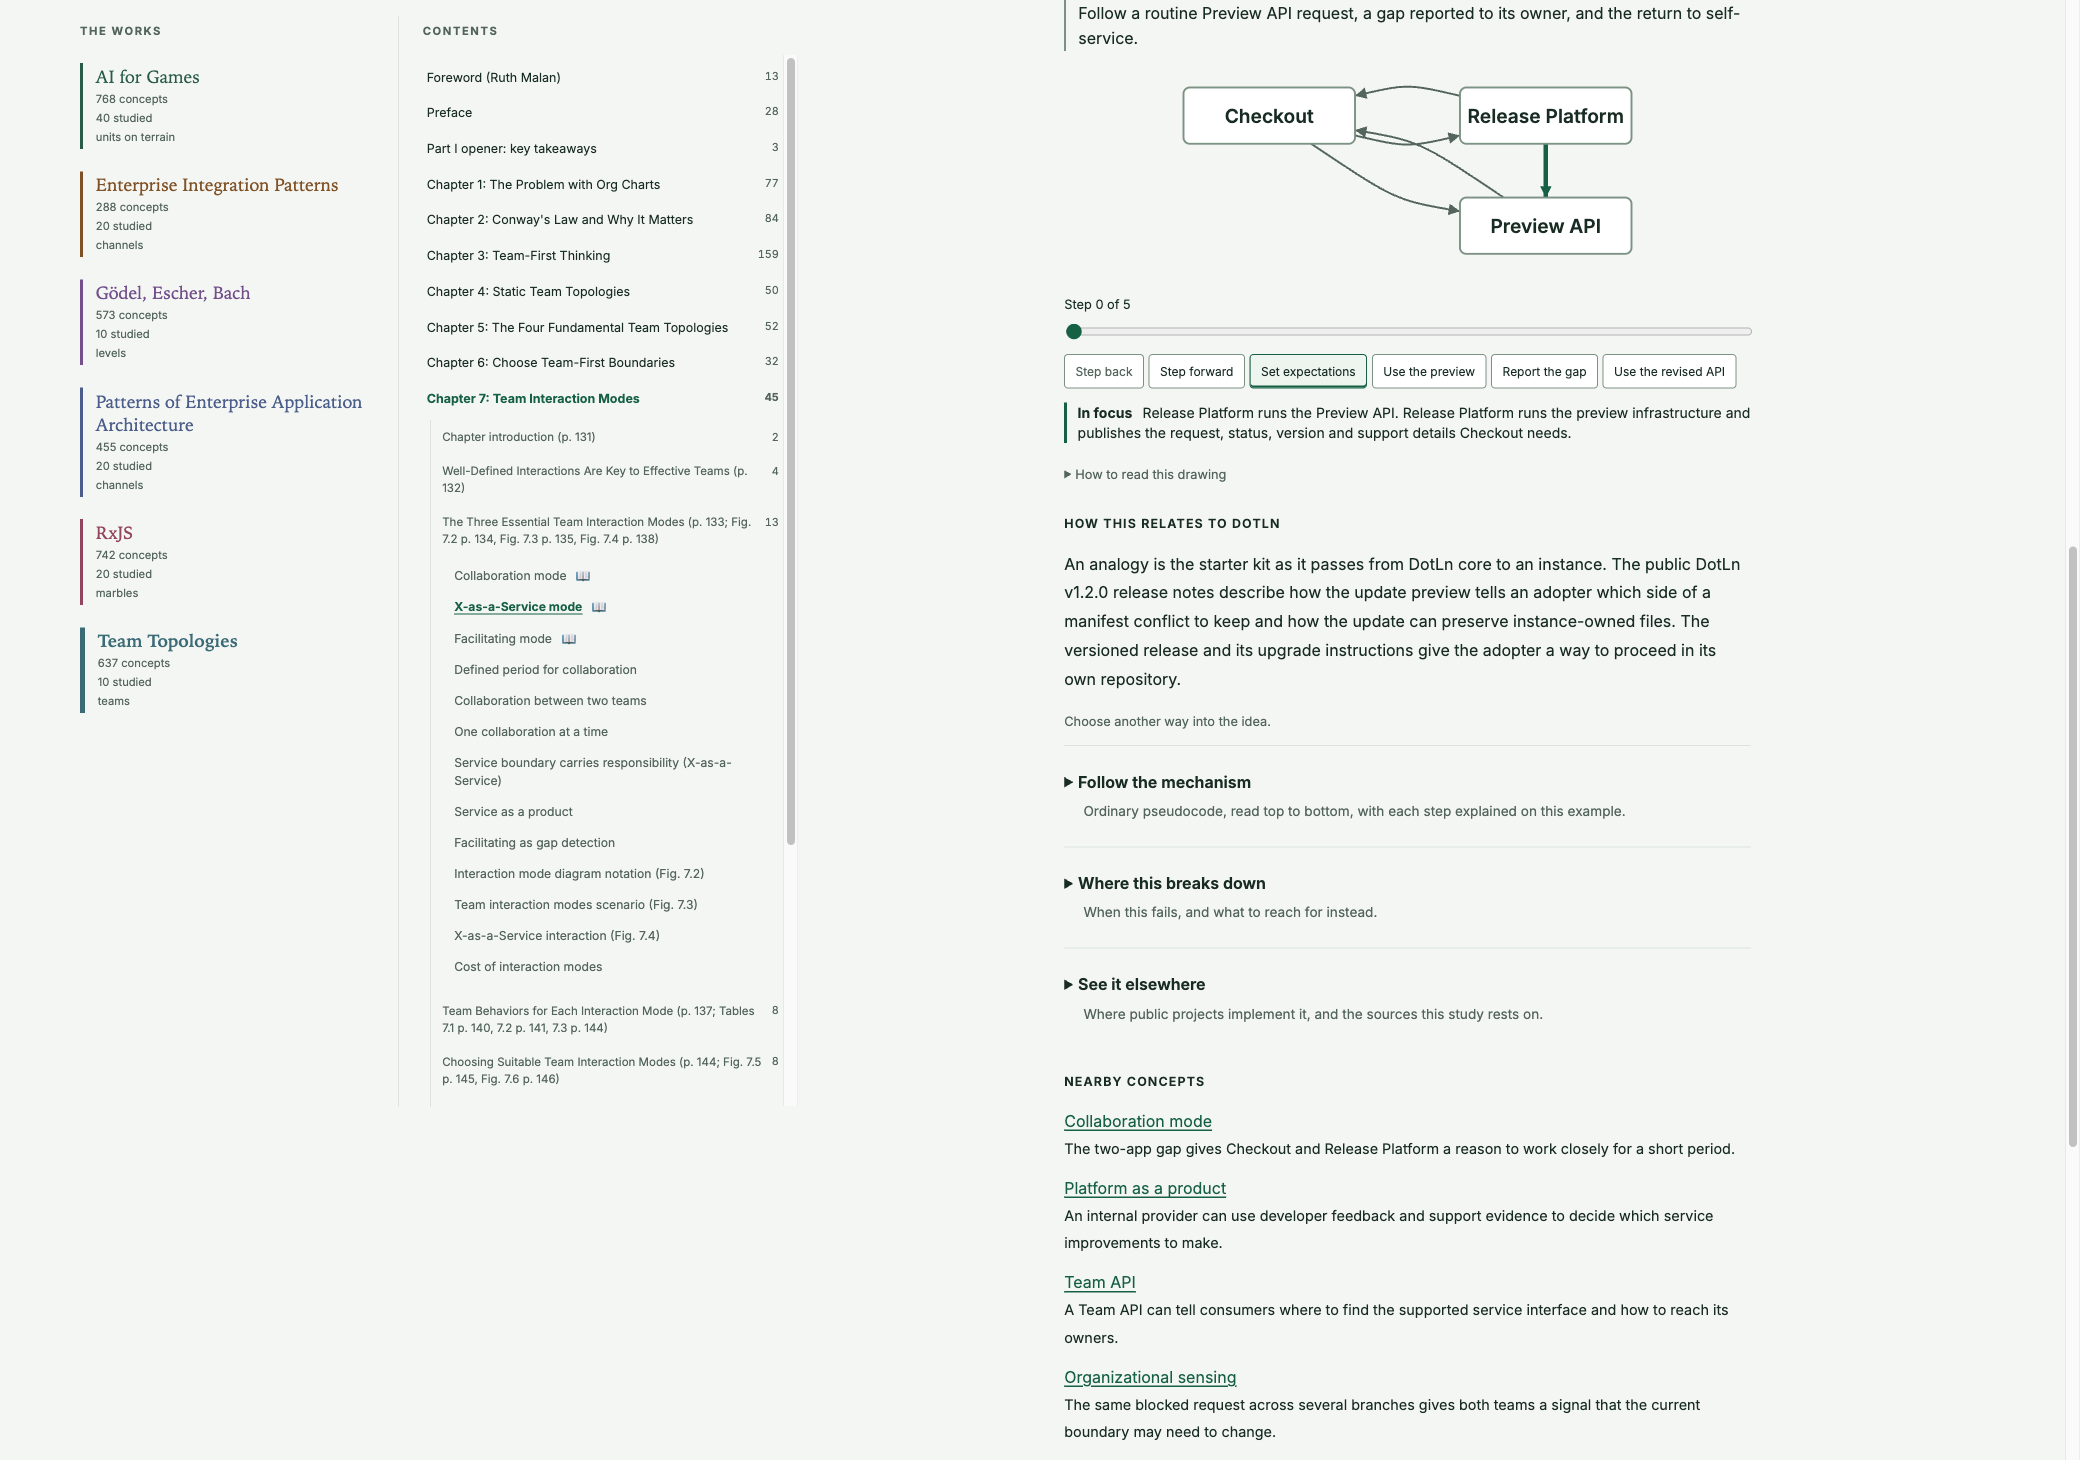 THE WORKS
AI for Games
768 concepts
40 studied
units on terrain
Enterprise Integration Patterns
288 concepts
20 studied
channels
Gödel, Escher, Bach
573 concepts
10 studied
levels
Patterns of Enterprise Application
Architecture
455 concepts
20 studied
channels
RxJS
742 concepts
20 studied
marbles
Team Topologies
637 concepts
10 studied
teams
CONTENTS
Foreword (Ruth Malan) 13
Preface 28
Part I opener: key takeaways 3
Chapter 1: The Problem with Org Charts 77
Chapter 2: Conway's Law and Why It Matters 84
Chapter 3: Team-First Thinking 159
Chapter 4: Static Team Topologies 50
Chapter 5: The Four Fundamental Team Topologies 52
Chapter 6: Choose Team-First Boundaries 32
Chapter 7: Team Interaction Modes 45
Chapter introduction (p. 131) 2
Well-Defined Interactions Are Key to Effective Teams (p. 4
132)
The Three Essential Team Interaction Modes (p. 133; Fig. 13
7.2 p. 134, Fig. 7.3 p. 135, Fig. 7.4 p. 138)
Collaboration mode
X-as-a-Service mode
Facilitating mode
Defined period for collaboration
Collaboration between two teams
One collaboration at a time
Service boundary carries responsibility (X-as-a-
Service)
Service as a product
Facilitating as gap detection
Interaction mode diagram notation (Fig. 7.2)
Team interaction modes scenario (Fig. 7.3)
X-as-a-Service interaction (Fig. 7.4)
Cost of interaction modes
Team Behaviors for Each Interaction Mode (p. 137; Tables 8
7.1 p. 140, 7.2 p. 141, 7.3 p. 144)
Choosing Suitable Team Interaction Modes (p. 144; Fig. 7.5 8
p. 145, Fig. 7.6 p. 146)
Follow a routine Preview API request, a gap reported to its owner, and the return to self-
service.
Checkout
Release Platform
Preview API
Step 0 of 5
Step back
Step forward
Set expectations
Use the preview
Report the gap
Use the revised API
In focus Release Platform runs the Preview API. Release Platform runs the preview infrastructure and
publishes the request, status, version and support details Checkout needs.
How to read this drawing
HOW THIS RELATES TO DOTLN
An analogy is the starter kit as it passes from DotLn core to an instance. The public DotLn
v1.2.0 release notes describe how the update preview tells an adopter which side of a
manifest conflict to keep and how the update can preserve instance-owned files. The
versioned release and its upgrade instructions give the adopter a way to proceed in its
own repository.
Choose another way into the idea.
Follow the mechanism
Ordinary pseudocode, read top to bottom, with each step explained on this example.
Where this breaks down
When this fails, and what to reach for instead.
See it elsewhere
Where public projects implement it, and the sources this study rests on.
NEARBY CONCEPTS
Collaboration mode
The two-app gap gives Checkout and Release Platform a reason to work closely for a short period.
Platform as a product
An internal provider can use developer feedback and support evidence to decide which service
improvements to make.
Team API
A Team API can tell consumers where to find the supported service interface and how to reach its
owners.
Organizational sensing
The same blocked request across several branches gives both teams a signal that the current
boundary may need to change.